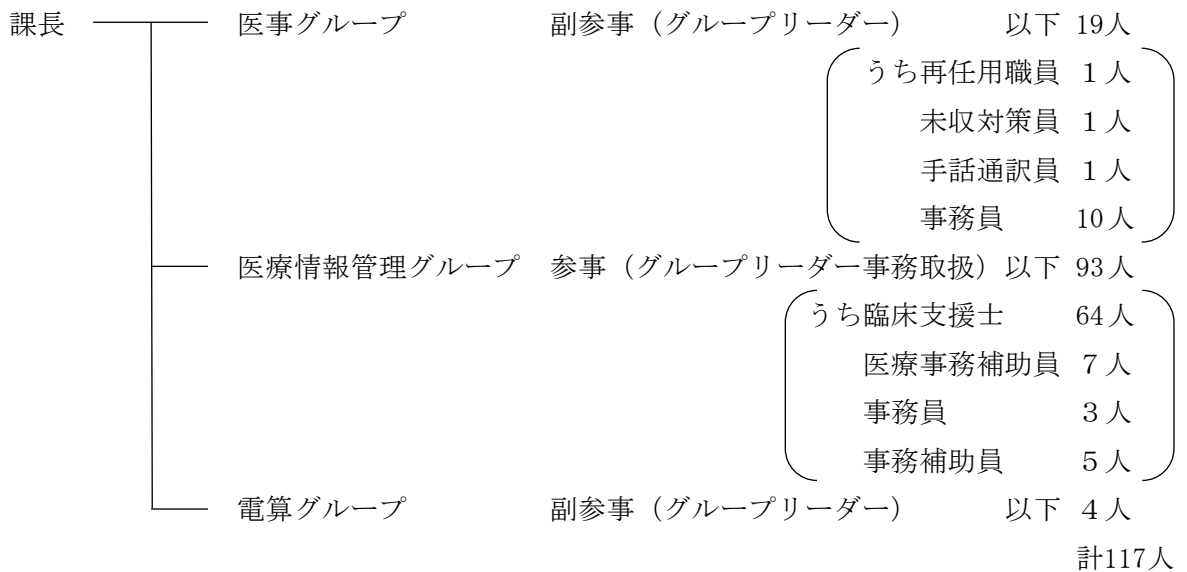 課長 医事グループ 副参事（グループリーダー） 以下 19人
うち再任用職員 1人
未収対策員 1人
手話通訳員 1人
事務員 10人
医療情報管理グループ 参事（グループリーダー事務取扱）以下 93人
うち臨床支援士 64人
医療事務補助員 7人
事務員 3人
事務補助員 5人
電算グループ 副参事（グループリーダー） 以下 4人
計117人